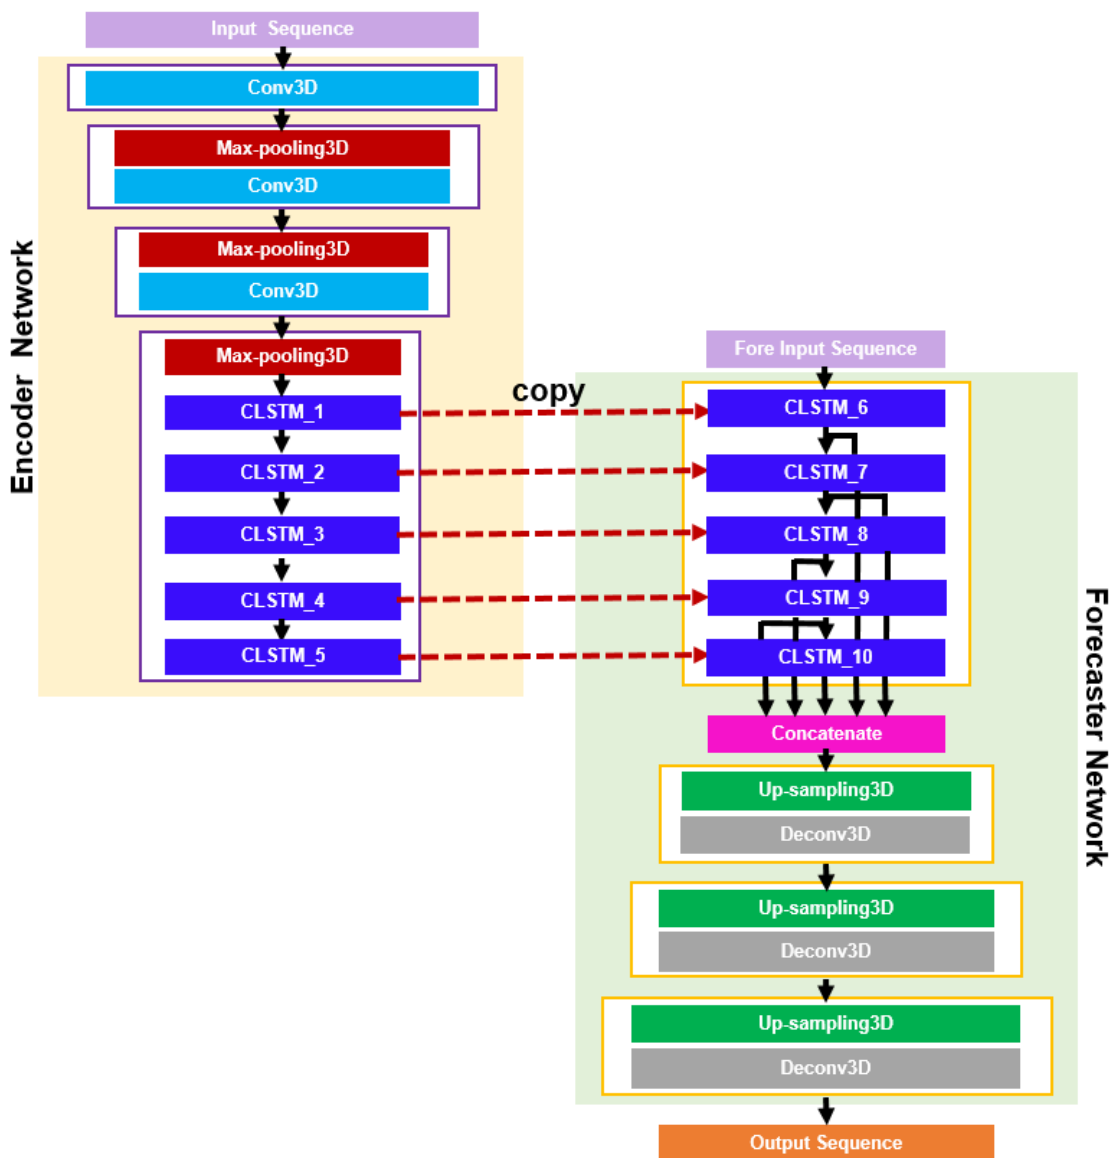 Input Sequence
Conv3D
Max-pooling3D
Conv3D
Max-pooling3D
Conv3D
Max-pooling3D
CLSTM_1
CLSTM_2
CLSTM_3
CLSTM_4
CLSTM_5
Encoder Network
copy
Fore Input Sequence
CLSTM_6
CLSTM_7
CLSTM_8
CLSTM_9
CLSTM_10
Concatenate
Up-sampling3D
Deconv3D
Up-sampling3D
Deconv3D
Up-sampling3D
Deconv3D
Forecaster Network
Output Sequence